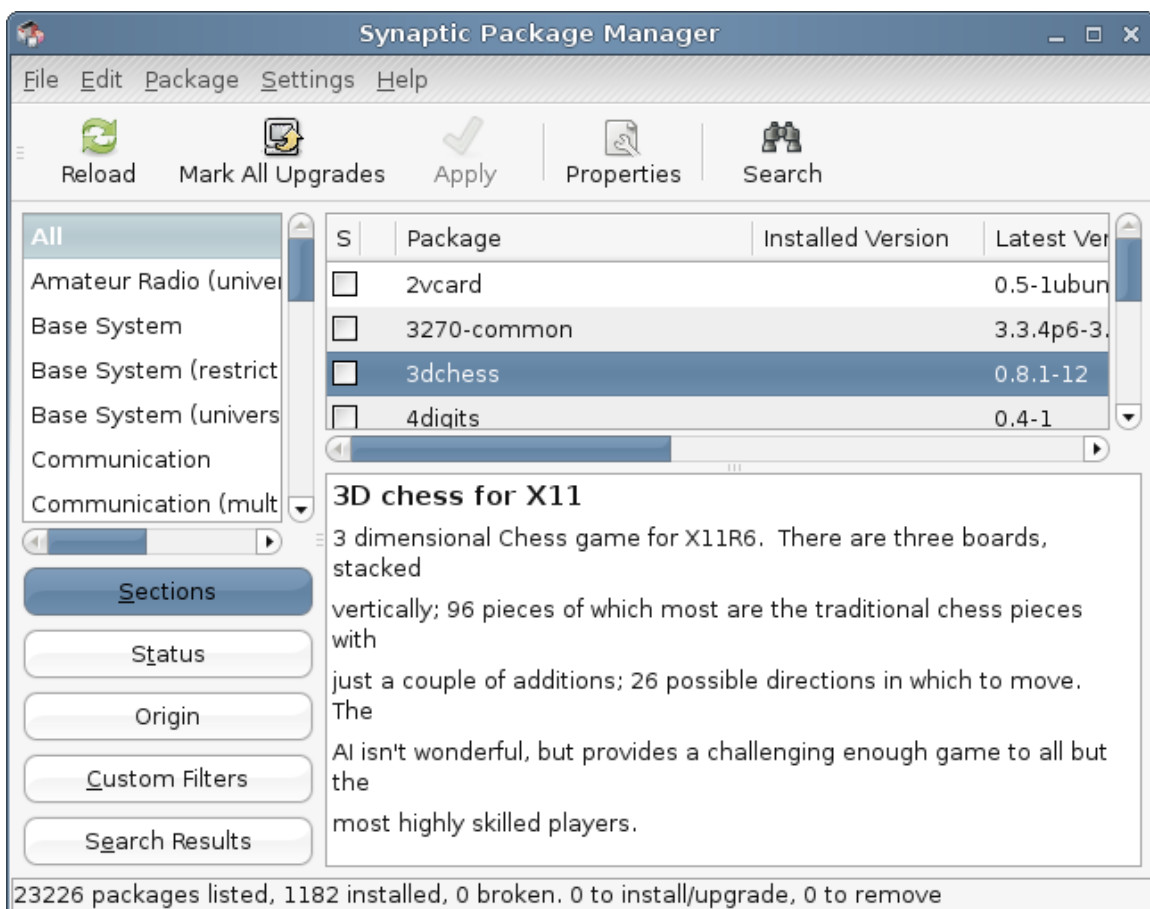 Synaptic Package Manager
File Edit Package Settings Help
Reload Mark All Upgrades Apply Properties Search
All
Amateur Radio (univer
Base System
Base System (restrict
Base System (univers
Communication
Communication (mult
S Package Installed Version Latest Ver
2vcard 0.5-1ubun
3270-common 3.3.4p6-3.
3dchess 0.8.1-12
4digits 0.4-1
3D chess for X11
3 dimensional Chess game for X11R6. There are three boards,
stacked
vertically; 96 pieces of which most are the traditional chess pieces
with
just a couple of additions; 26 possible directions in which to move.
The
AI isn't wonderful, but provides a challenging enough game to all but
the
most highly skilled players.
Sections
Status
Origin
Custom Filters
Search Results
23226 packages listed, 1182 installed, 0 broken. 0 to install/upgrade, 0 to remove